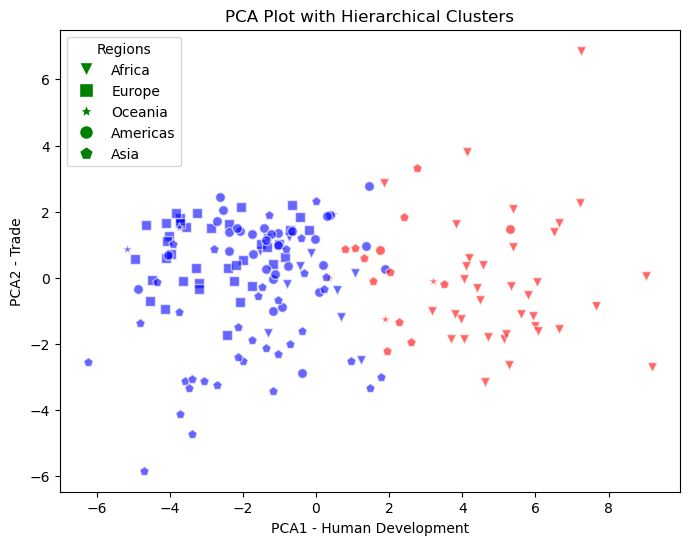 PCA Plot with Hierarchical Clusters
Regions
Africa
Europe
Oceania
Americas
Asia
6
4
2
0
−2
−4
−6
PCA2 - Trade
−6 −4 −2 0 2 4 6 8
PCA1 - Human Development